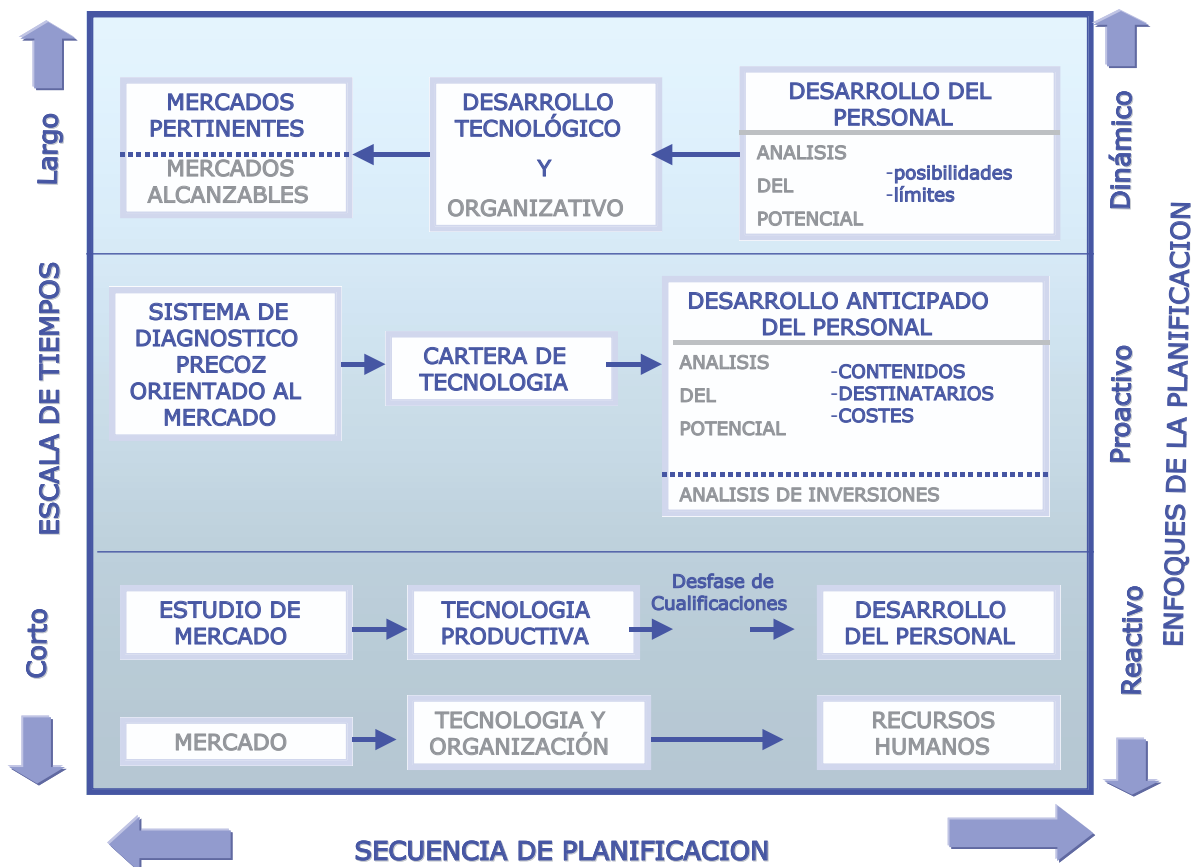 Largo
ESCALA DE TIEMPOS
Corto
MERCADOS
PERTINENTES
MERCADOS
ALCANZABLES
DESARROLLO
TECNOLÓGICO
Y
ORGANIZATIVO
DESARROLLO DEL
PERSONAL
ANALISIS
DEL
POTENCIAL
-posibilidades
-límites
SISTEMA DE
DIAGNOSTICO
PRECOZ
ORIENTADO AL
MERCADO
CARTERA DE
TECNOLOGIA
DESARROLLO ANTICIPADO
DEL PERSONAL
ANALISIS
DEL
POTENCIAL
-CONTENIDOS
-DESTINATARIOS
-COSTES
ANALISIS DE INVERSIONES
ESTUDIO DE
MERCADO
TECNOLOGIA
PRODUCTIVA
Desfase de
Cualificaciones
DESARROLLO
DEL PERSONAL
MERCADO
TECNOLOGIA Y
ORGANIZACIÓN
RECURSOS
HUMANOS
Dinámico
Proactivo
Reactivo
ENFOQUES DE LA PLANIFICACION
SECUENCIA DE PLANIFICACION